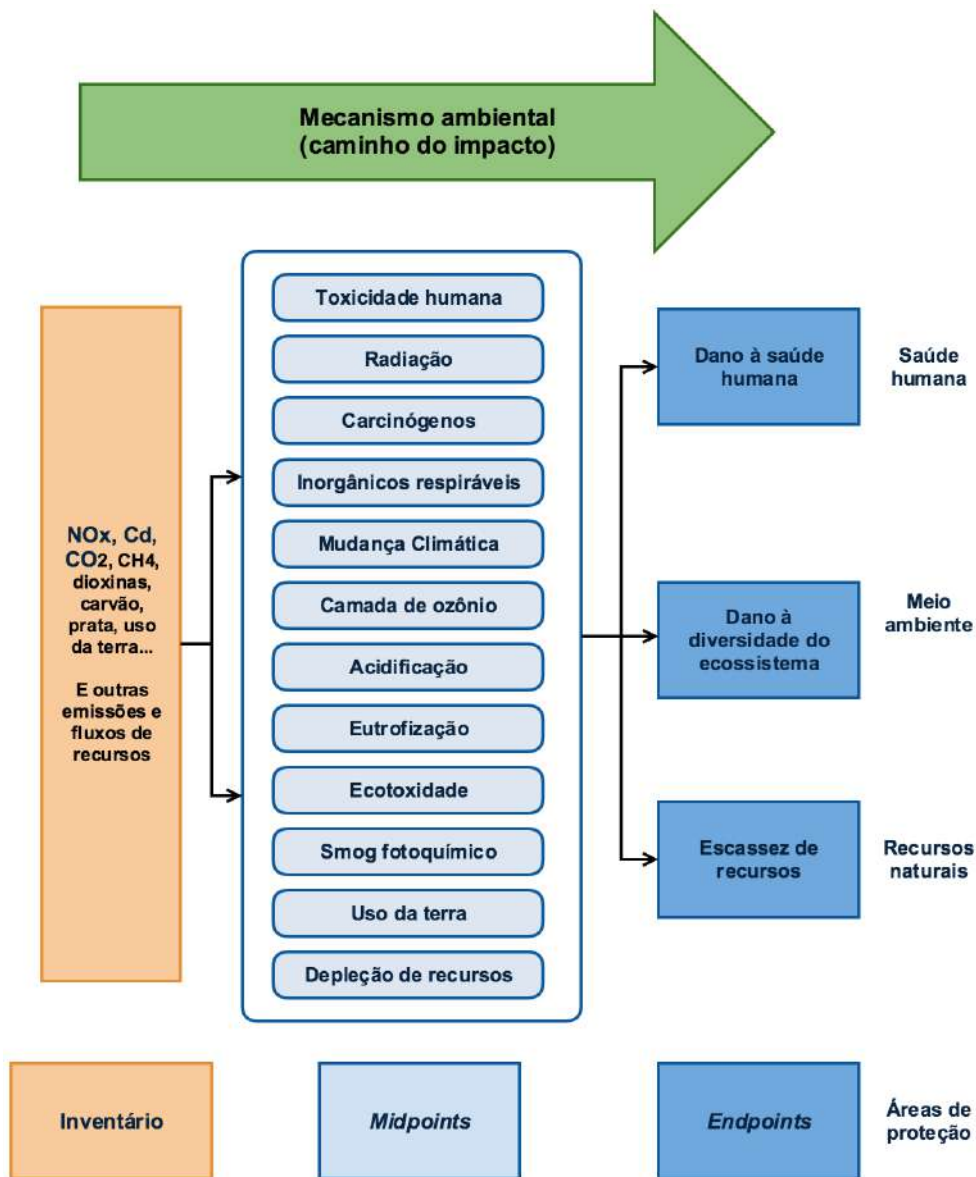 Mecanismo ambiental
(caminho do impacto)
NOx, Cd,
CO2, CH4,
dioxinas,
carvão,
prata, uso
da terra...
E outras
emissões e
fluxos de
recursos
Toxicidade humana
Radiação
Carcinógenos
Inorgânicos respiráveis
Mudança Climática
Camada de ozônio
Acidificação
Eutrofização
Ecotoxidade
Smog fotoquímico
Uso da terra
Depleção de recursos
Dano à saúde
humana
Saúde
humana
Dano à
diversidade do
ecossistema
Meio
ambiente
Escassez de
recursos
Recursos
naturais
Inventário
Midpoints
Endpoints
Áreas de
proteção